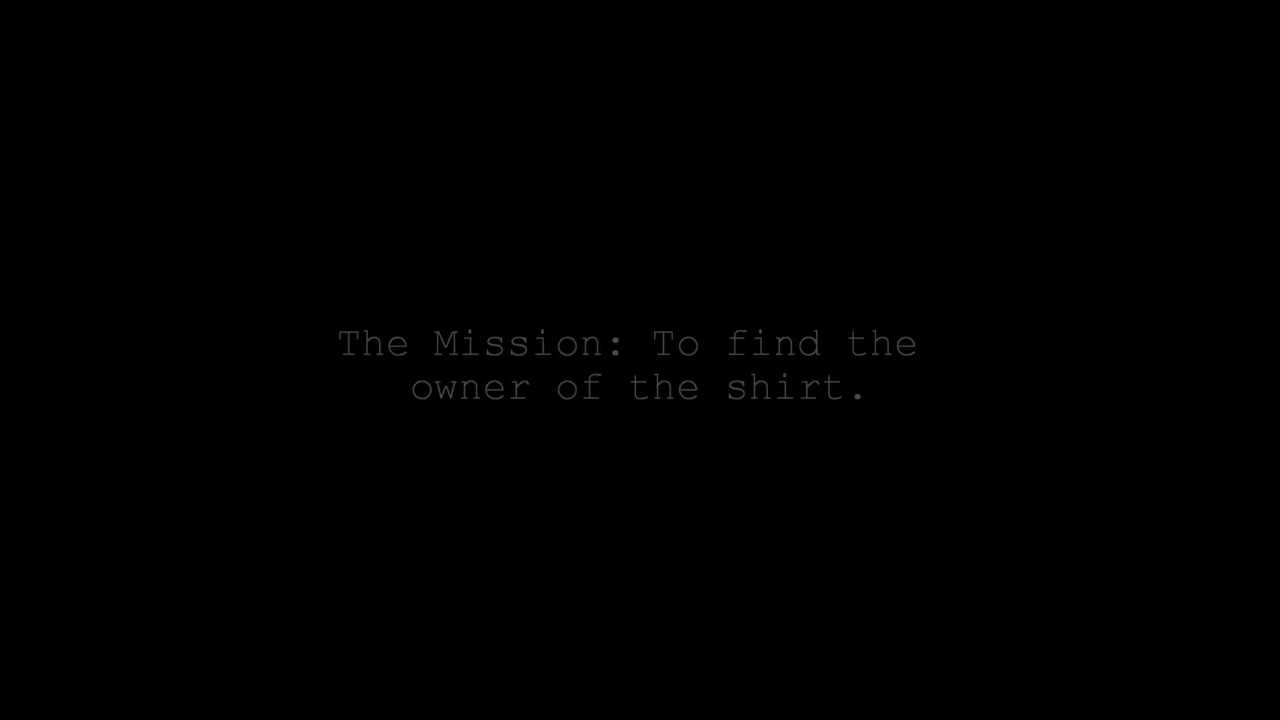 The Mission: To find the
owner of the shirt.